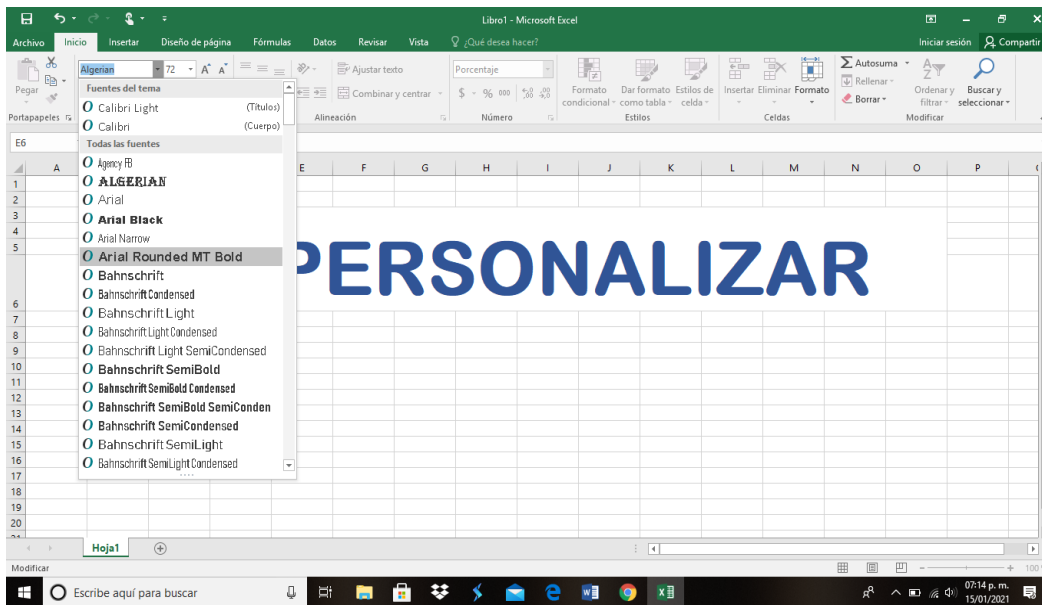 Libro1 - Microsoft Excel
Archivo Inicio Insertar Diseño de página Fórmulas Datos Revisar Vista ¿Qué desea hacer? Iniciar sesión Compartir
Pegar
Portapapeles
Algerian 72
Ajustar texto
Combinar y centrar
Alineación
Porcentaje
$ % 000
Número
Formato condicional
Dar formato como tabla
Estilos de celda
Estilos
Insertar Eliminar Formato
Celdas
Autosuma
Rellenar
Borrar
Ordenar y filtrar
Buscar y seleccionar
Modificar
E6
Fuentes del tema
Calibri Light (Títulos)
Calibri (Cuerpo)
Todas las fuentes
Agency FB
ALGERIAN
Arial
Arial Black
Arial Narrow
Arial Rounded MT Bold
Bahnschrift
Bahnschrift Condensed
Bahnschrift Light
Bahnschrift Light Condensed
Bahnschrift Light SemiCondensed
Bahnschrift SemiBold
Bahnschrift SemiBold Condensed
Bahnschrift SemiBold SemiConden
Bahnschrift SemiCondensed
Bahnschrift SemiLight
Bahnschrift SemiLight Condensed
A E F G H I J K L M N O P
1
2
3
4
5
6
7
8
9
10
11
12
13
14
15
16
17
18
19
20
PERSONALIZAR
Hoja1
Modificar
100
Escribe aquí para buscar
07:14 p. m.
15/01/2021